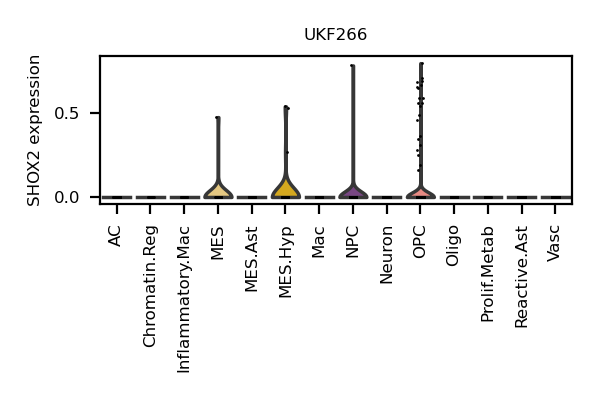 UKF266
SHOX2 expression
0.5
0.0
AC
Chromatin.Reg
Inflammatory.Mac
MES
MES.Ast
MES.Hyp
Mac
NPC
Neuron
OPC
Oligo
Prolif.Metab
Reactive.Ast
Vasc